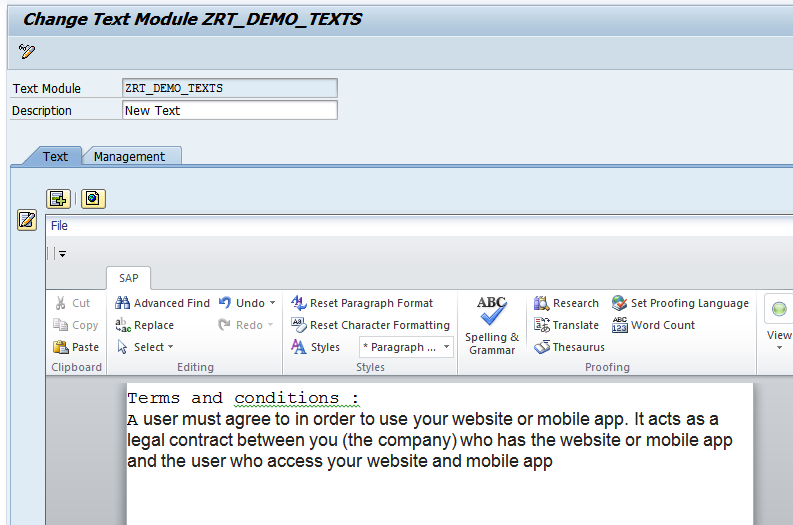 Change Text Module ZRT_DEMO_TEXTS
Text Module ZRT_DEMO_TEXTS
Description New Text
Text Management
File
SAP
Cut Advanced Find Undo Reset Paragraph Format ABC Research Set Proofing Language
Copy Replace Redo Reset Character Formatting Translate ABC 123 Word Count
Paste Select Styles * Paragraph ... Spelling & Grammar Thesaurus View
Clipboard Editing Styles Proofing
Terms and conditions :
A user must agree to in order to use your website or mobile app. It acts as a
legal contract between you (the company) who has the website or mobile app
and the user who access your website and mobile app